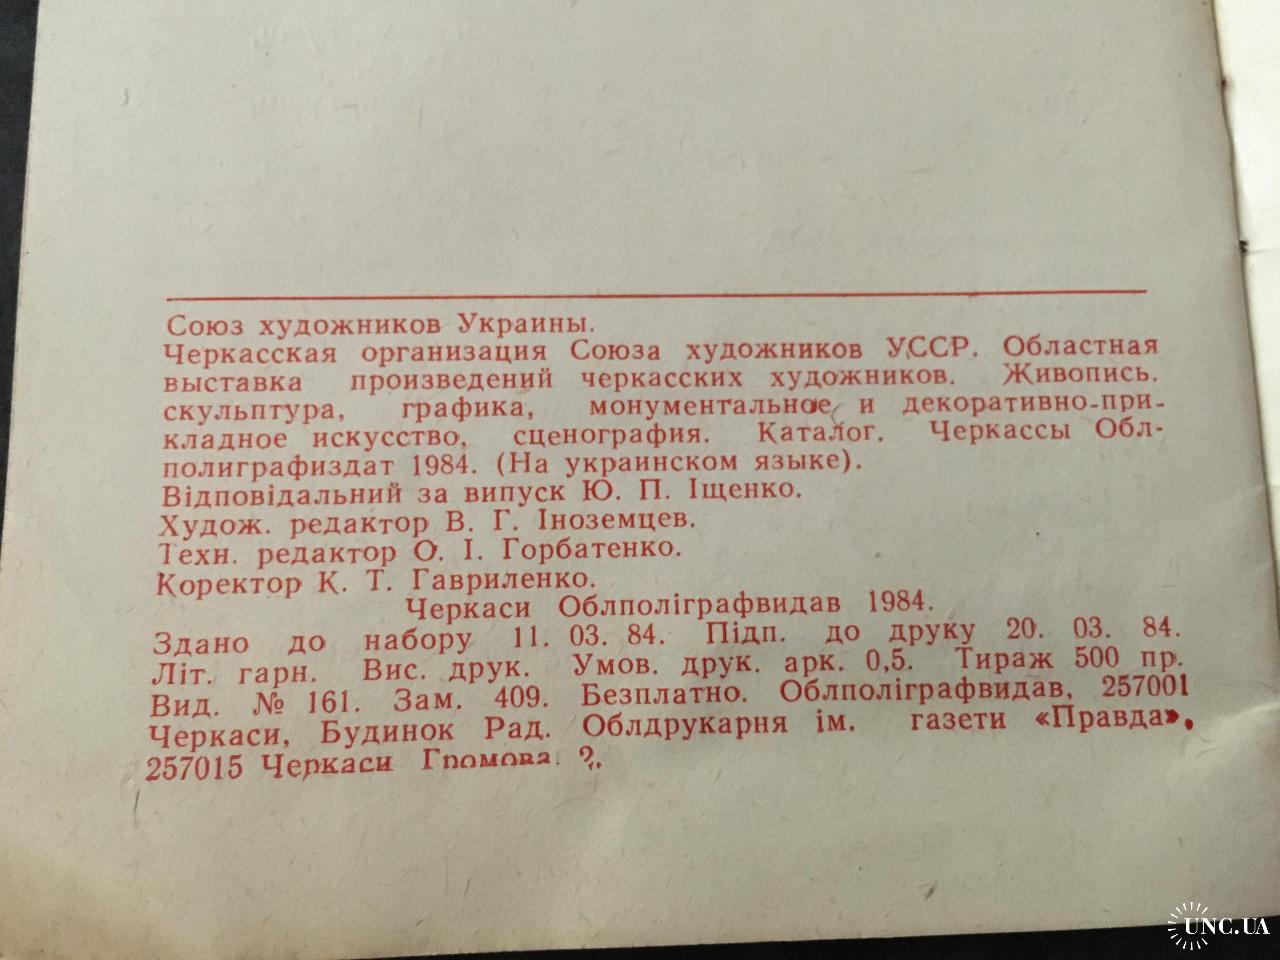 Союз художников Украины.
Черкасская организация Союза художников УССР. Областная
выставка произведений черкасских художников. Живопись.
скульптура, графика, монументальное и декоративно-при-
кладное искусство, сценография. Каталог. Черкассы Обл-
полиграфиздат 1984. (На украинском языке).
Відповідальний за випуск Ю. П. Іщенко.
Худож. редактор В. Г. Іноземцев.
Техн. редактор О. І. Горбатенко.
Коректор К. Т. Гавриленко.
Черкаси Облполіграфвидав 1984.
Здано до набору 11. 03. 84. Підп. до друку 20. 03. 84.
Літ. гарн. Вис. друк. Умов. друк. арк. 0,5. Тираж 500 пр.
Вид. № 161. Зам. 409. Безплатно. Облполіграфвидав, 257001
Черкаси, Будинок Рад. Облдрукарня ім. газети «Правда»,
257015 Черкаси Громова.
UNC.UA